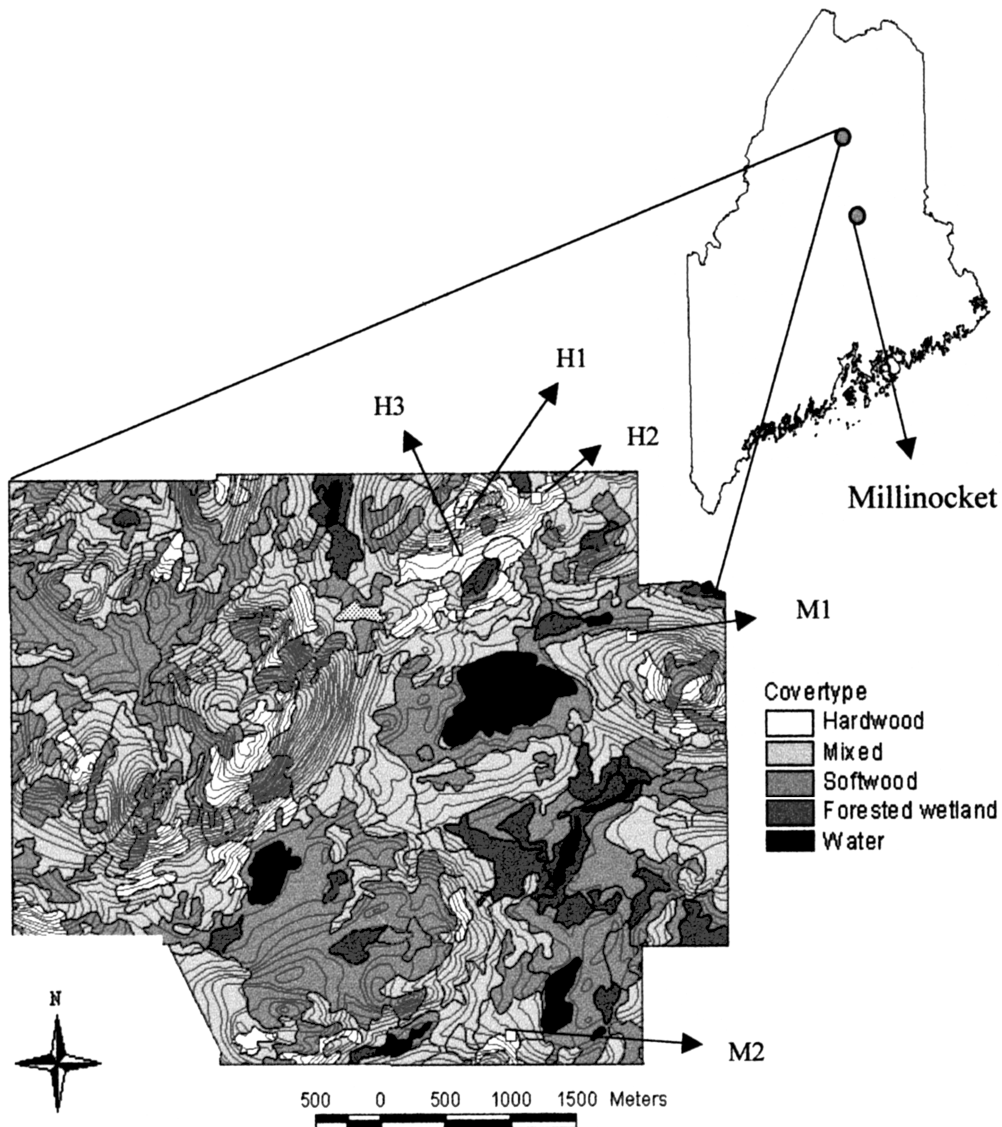 H1
H3
H2
Millinocket
M1
Covertype
Hardwood
Mixed
Softwood
Forested wetland
Water
N
M2
500 0 500 1000 1500 Meters